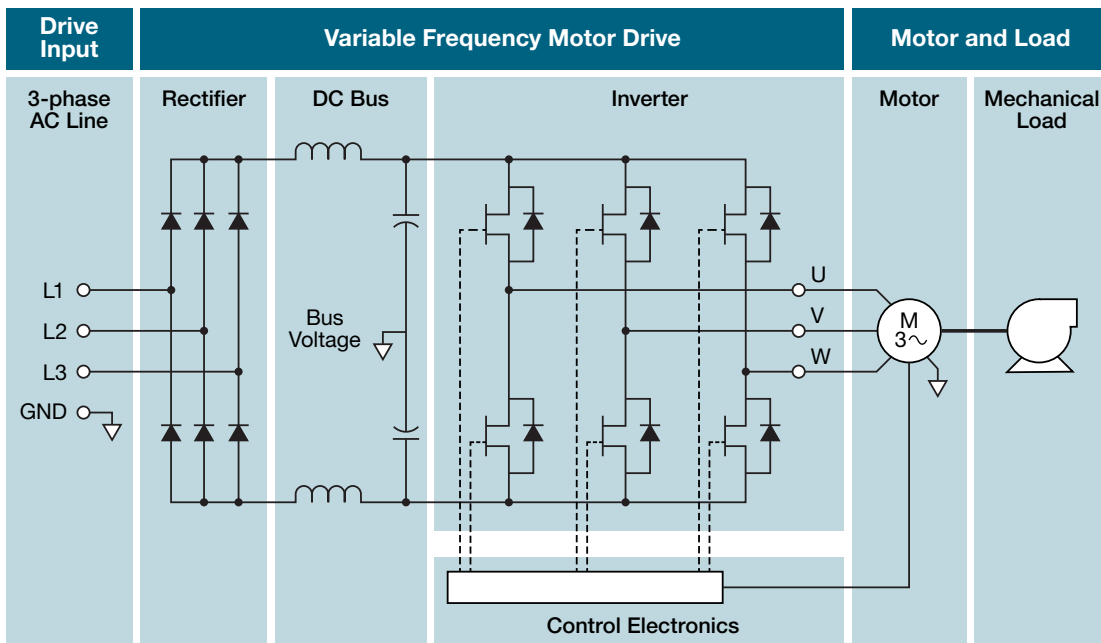 Drive
Input
Variable Frequency Motor Drive
Motor and Load
3-phase
AC Line
Rectifier
DC Bus
Inverter
Motor
Mechanical
Load
L1
L2
L3
GND
Bus
Voltage
U
V
W
M
3~
Control Electronics